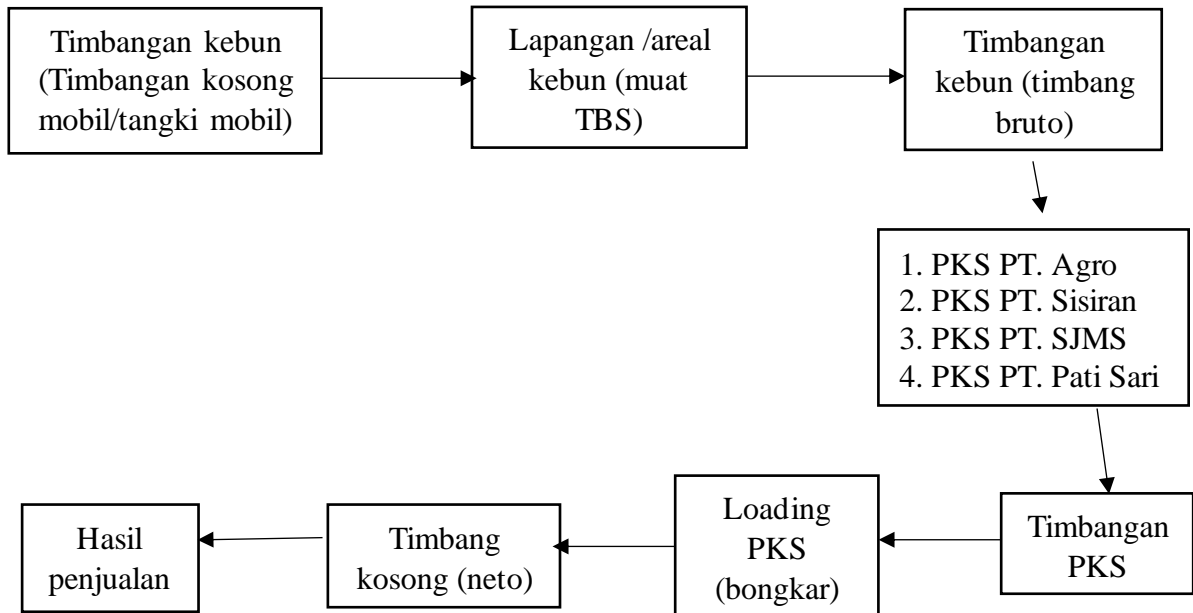 Timbangan kebun
(Timbangan kosong
mobil/tangki mobil)
Lapangan /areal
kebun (muat
TBS)
Timbangan
kebun (timbang
bruto)
1. PKS PT. Agro
2. PKS PT. Sisiran
3. PKS PT. SJMS
4. PKS PT. Pati Sari
Timbangan
PKS
Loading
PKS
(bongkar)
Timbang
kosong (neto)
Hasil
penjualan